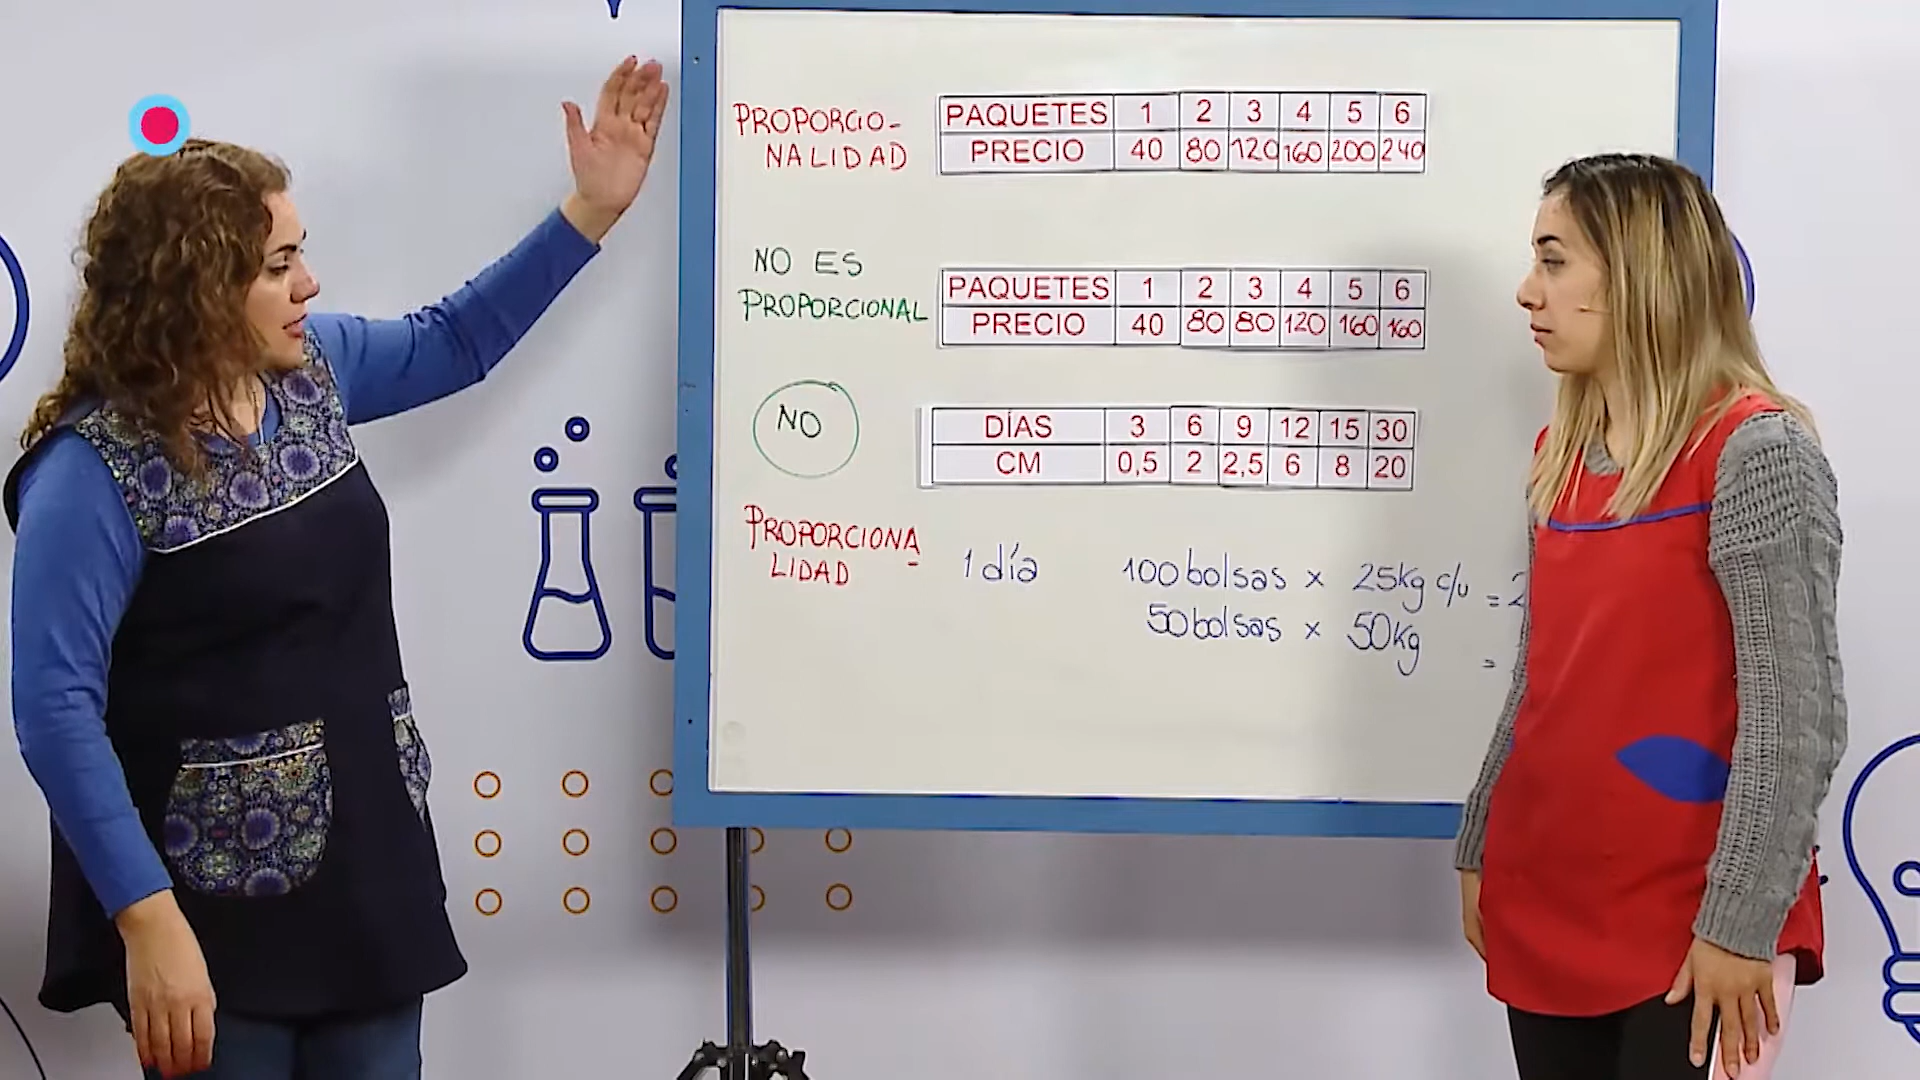 PROPORCIO-
NALIDAD
PAQUETES 1 2 3 4 5 6
PRECIO 40 80 120 160 200 240
NO ES
PROPORCIONAL
PAQUETES 1 2 3 4 5 6
PRECIO 40 80 80 120 160 160
NO
DÍAS 3 6 9 12 15 30
CM 0,5 2 2,5 6 8 20
PROPORCIONA-
LIDAD
1 día
100 bolsas x 25kg c/u = 2
50 bolsas x 50kg =